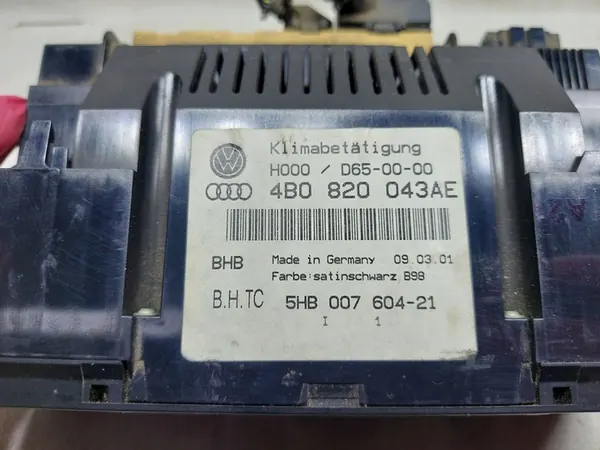 Klimabetätigung
H000 / D65-00-00
4B0 820 043AE
BHB Made in Germany 09.03.01
Farbe:satinschwarz B98
B.H.TC 5HB 007 604-21
I 1